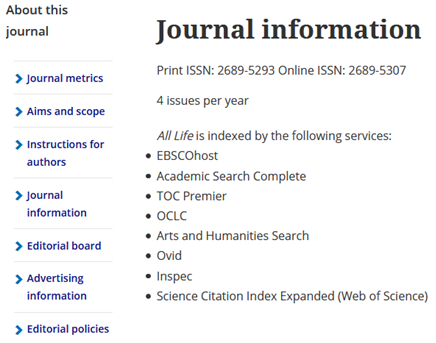 About this
journal
Journal metrics
Aims and scope
Instructions for
authors
Journal
information
Editorial board
Advertising
information
Editorial policies
Journal information
Print ISSN: 2689-5293 Online ISSN: 2689-5307
4 issues per year
All Life is indexed by the following services:
EBSCOhost
Academic Search Complete
TOC Premier
OCLC
Arts and Humanities Search
Ovid
Inspec
Science Citation Index Expanded (Web of Science)